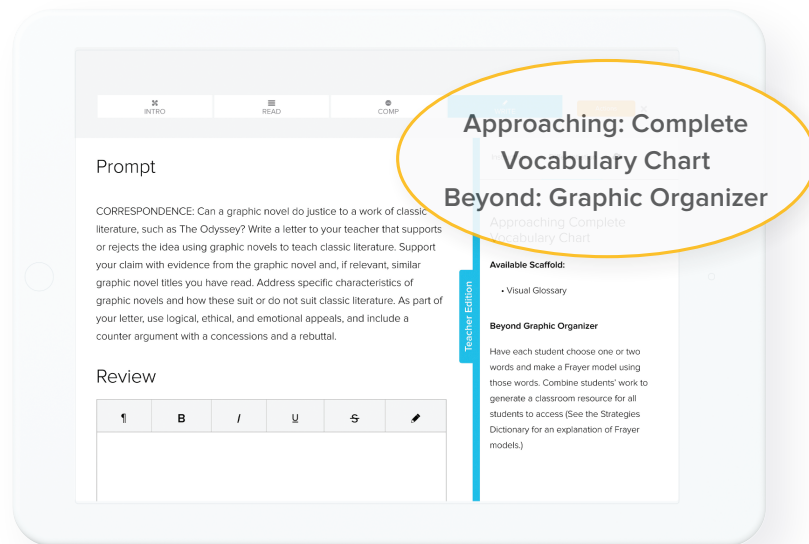 INTRO
READ
COMP
Approaching: Complete
Vocabulary Chart
Beyond: Graphic Organizer
Prompt
CORRESPONDENCE: Can a graphic novel do justice to a work of classic
literature, such as The Odyssey? Write a letter to your teacher that supports
or rejects the idea using graphic novels to teach classic literature. Support
your claim with evidence from the graphic novel and, if relevant, similar
graphic novel titles you have read. Address specific characteristics of
graphic novels and how these suit or do not suit classic literature. As part of
your letter, use logical, ethical, and emotional appeals, and include a
counter argument with a concessions and a rebuttal.
Review
¶ B I U S
Teacher Edition
Approaching Complete
Vocabulary Chart
Available Scaffold:
• Visual Glossary
Beyond Graphic Organizer
Have each student choose one or two
words and make a Frayer model using
those words. Combine students' work to
generate a classroom resource for all
students to access (See the Strategies
Dictionary for an explanation of Frayer
models.)